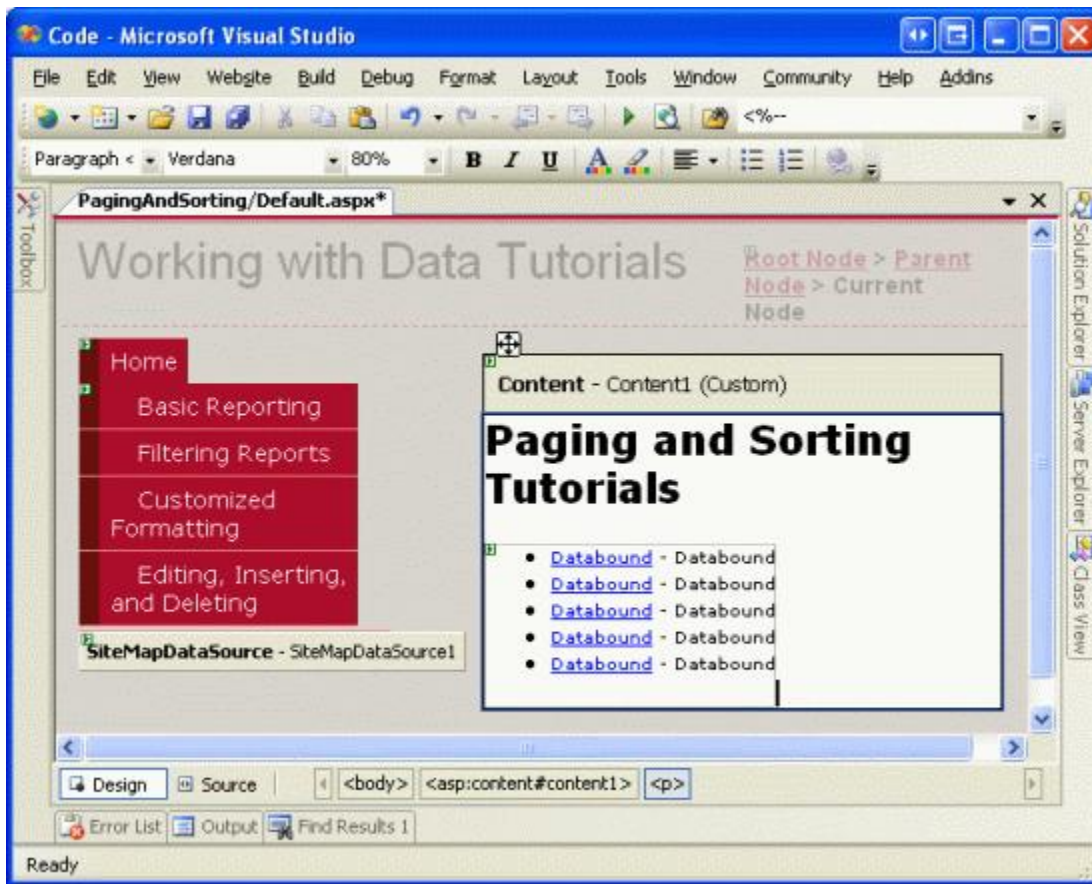 Code - Microsoft Visual Studio
File Edit View Website Build Debug Format Layout Tools Window Community Help Addins
<%--
Paragraph < Verdana 80% B I U A
Toolbox
PagingAndSorting/Default.aspx*
Working with Data Tutorials
Root Node > Parent
Node > Current
Node
Home
Basic Reporting
Filtering Reports
Customized
Formatting
Editing, Inserting,
and Deleting
SiteMapDataSource - SiteMapDataSource1
Content - Content1 (Custom)
Paging and Sorting
Tutorials
• Databound - Databound
• Databound - Databound
• Databound - Databound
• Databound - Databound
• Databound - Databound
Solution Explorer
Server Explorer
Class View
Design Source <body> <asp:content#content1> <p>
Error List Output Find Results 1
Ready